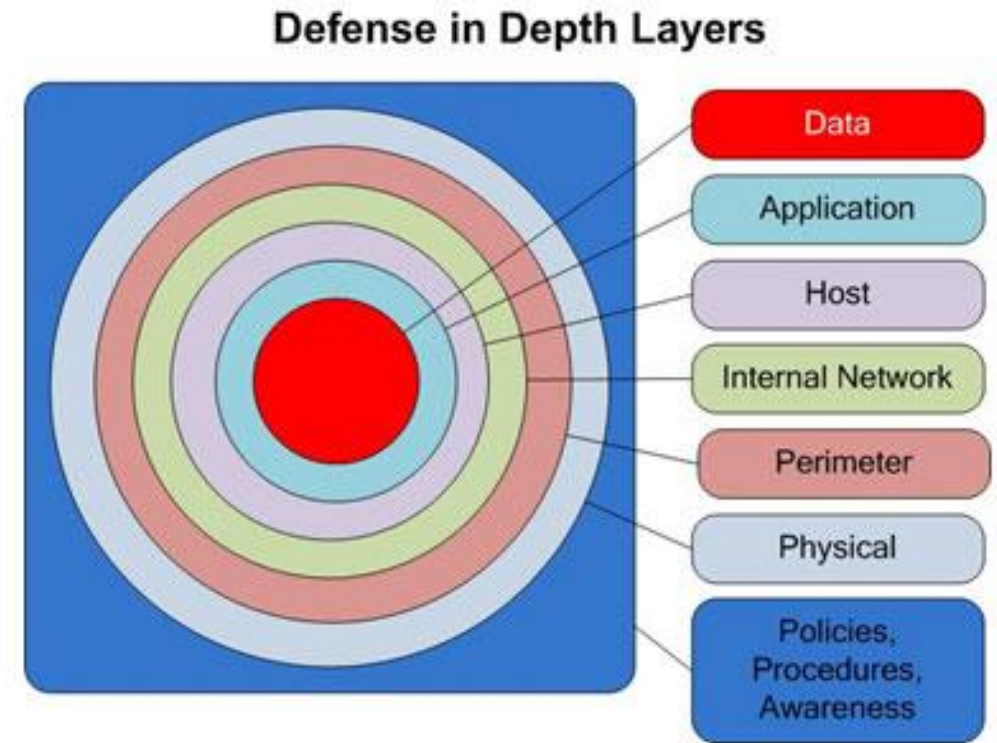 Defense in Depth Layers
Data
Application
Host
Internal Network
Perimeter
Physical
Policies,
Procedures,
Awareness